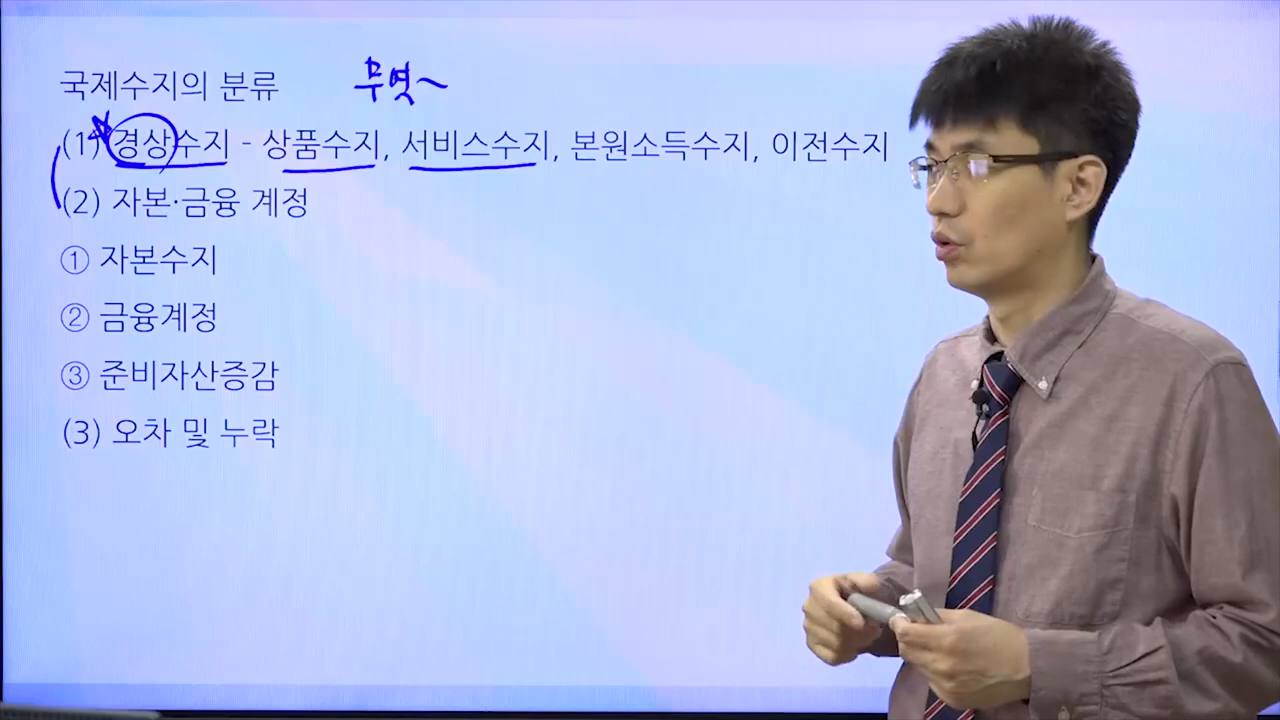 국제수지의 분류 무엇~
(1) 경상수지 - 상품수지, 서비스수지, 본원소득수지, 이전수지
(2) 자본·금융 계정
① 자본수지
② 금융계정
③ 준비자산증감
(3) 오차 및 누락